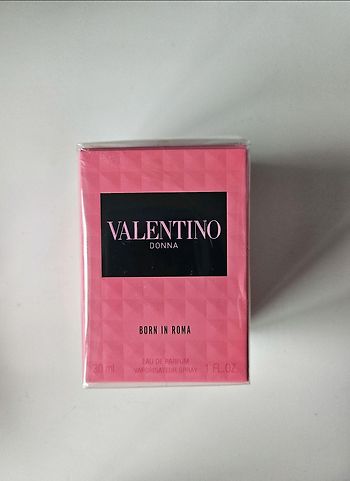 VALENTINO
DONNA
BORN IN ROMA
EAU DE PARFUM
30 ml VAPORISATEUR SPRAY 1 FL.OZ